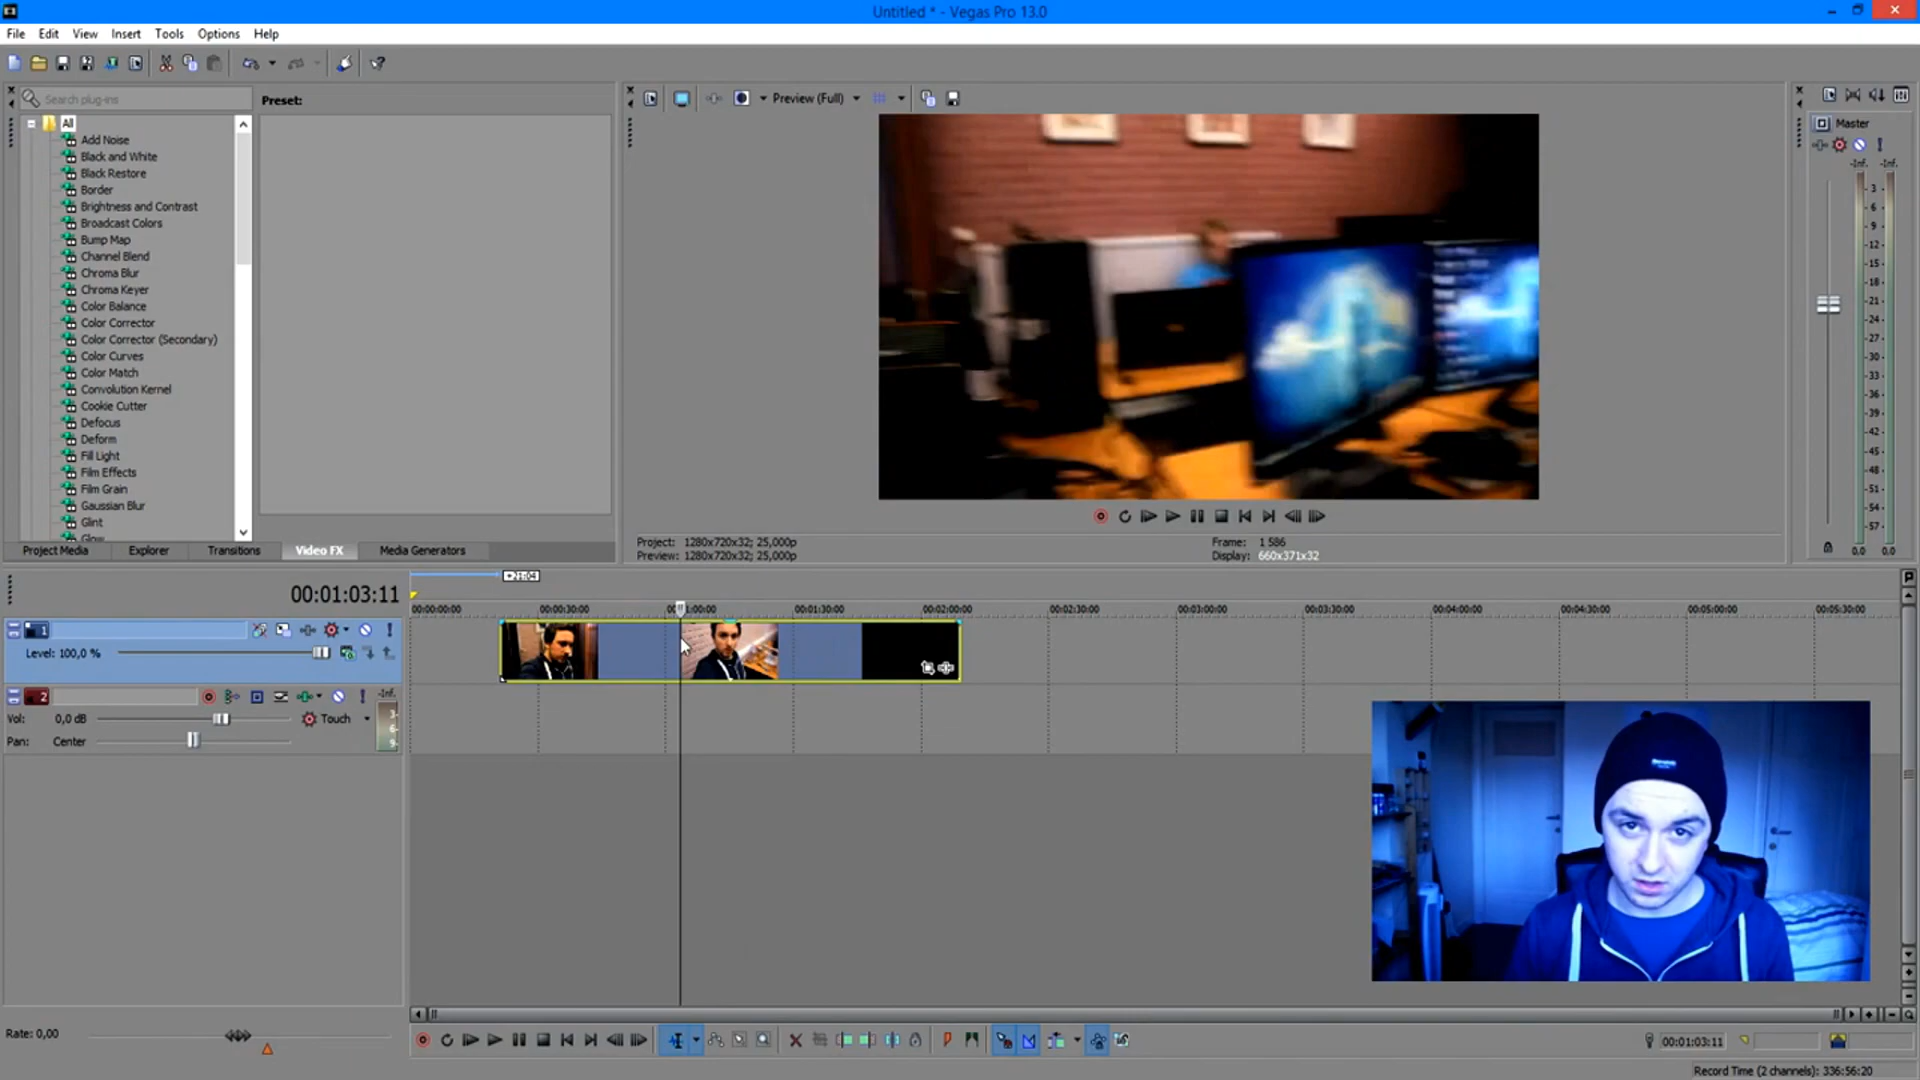 Untitled * - Vegas Pro 13.0
File Edit View Insert Tools Options Help
Search plug-ins
Preset:
All
Add Noise
Black and White
Black Restore
Border
Brightness and Contrast
Broadcast Colors
Bump Map
Channel Blend
Chroma Blur
Chroma Keyer
Color Balance
Color Corrector
Color Corrector (Secondary)
Color Curves
Color Match
Convolution Kernel
Cookie Cutter
Defocus
Deform
Fill Light
Film Effects
Film Grain
Gaussian Blur
Glint
Glow
Project Media Explorer Transitions Video FX Media Generators
Preview (Full)
Project: 1280x720x32; 25,000p
Preview: 1280x720x32; 25,000p
Frame: 1 586
Display: 660x371x32
Master
-Inf. -Inf.
3
6
9
12
15
18
21
24
27
30
33
36
39
42
45
48
51
54
57
0.0 0.0
00:01:03:11
+21:04
00:00:00:00 00:00:30:00 00:01:00:00 00:01:30:00 00:02:00:00 00:02:30:00 00:03:00:00 00:03:30:00 00:04:00:00 00:04:30:00 00:05:00:00 00:05:30:00
1
Level: 100,0 %
2
-Inf.
Vol: 0,0 dB Touch
Pan: Center
3
6
9
Rate: 0,00
00:01:03:11
Record Time (2 channels): 336:56:20